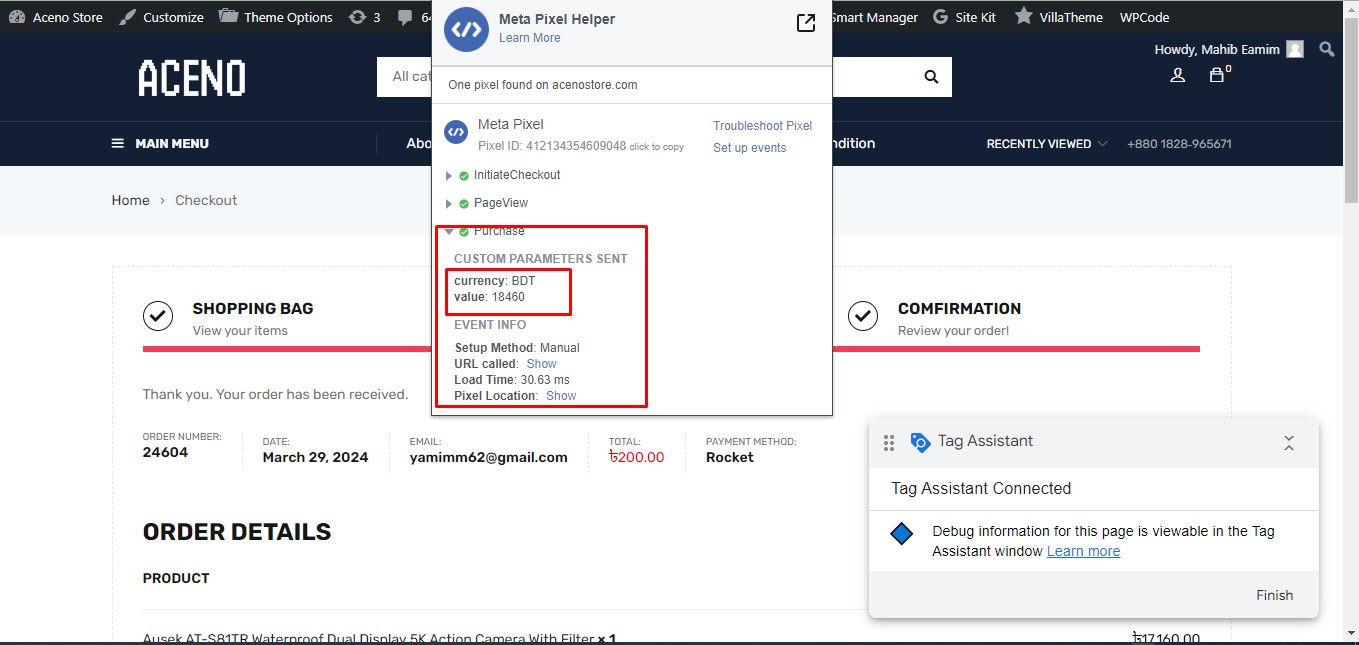 Aceno Store Customize Theme Options 3 64 Smart Manager Site Kit VillaTheme WPCode
Meta Pixel Helper
Learn More
Howdy, Mahib Eamim
ACENO
All cat
0
One pixel found on acenostore.com
Meta Pixel
Pixel ID: 412134354609048 click to copy
Troubleshoot Pixel
Set up events
MAIN MENU
Abo
ndition
RECENTLY VIEWED
+880 1828-965671
InitiateCheckout
PageView
Purchase
CUSTOM PARAMETERS SENT
currency: BDT
value: 18460
EVENT INFO
Setup Method: Manual
URL called: Show
Load Time: 30.63 ms
Pixel Location: Show
Home › Checkout
SHOPPING BAG
View your items
COMFIRMATION
Review your order!
Thank you. Your order has been received.
ORDER NUMBER:
24604
DATE:
March 29, 2024
EMAIL:
yamimm62@gmail.com
TOTAL:
৳200.00
PAYMENT METHOD:
Rocket
ORDER DETAILS
PRODUCT
Ausek AT-S81TR Waterproof Dual Display 5K Action Camera With Filter × 1
৳17,160.00
Tag Assistant
Tag Assistant Connected
Debug information for this page is viewable in the Tag
Assistant window Learn more
Finish